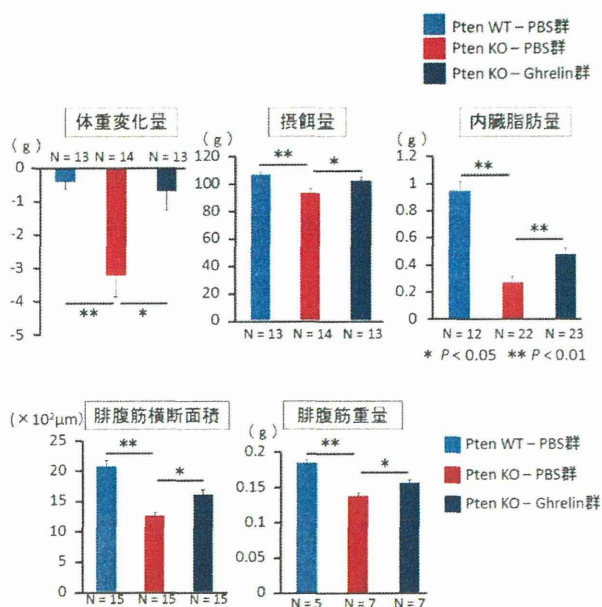 Pten WT – PBS群
Pten KO – PBS群
Pten KO – Ghrelin群
体重変化量
(g)
N = 13 N = 14 N = 13
0
-1
-2
-3
-4
-5
** *
摂餌量
(g)
120
100
80
60
40
20
0
** *
N = 13 N = 14 N = 13
内臓脂肪量
(g)
1
0.8
0.6
0.4
0.2
0
**
**
N = 12 N = 22 N = 23
* P < 0.05 ** P < 0.01
腓腹筋横断面積
(×10²μm)
25
20
15
10
5
0
**
*
N = 15 N = 15 N = 15
腓腹筋重量
(g)
0.2
0.15
0.1
0.05
0
**
*
N = 5 N = 7 N = 7
Pten WT – PBS群
Pten KO – PBS群
Pten KO – Ghrelin群